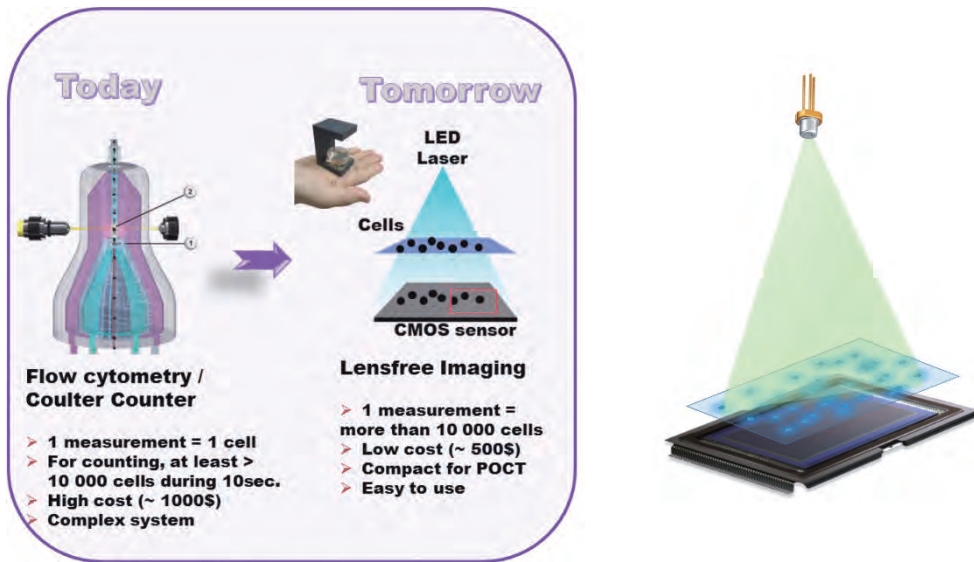 Today
2
1
Flow cytometry /
Coulter Counter
➢ 1 measurement = 1 cell
➢ For counting, at least >
10 000 cells during 10sec.
➢ High cost (~ 1000$)
➢ Complex system
Tomorrow
LED
Laser
Cells
CMOS sensor
Lensfree Imaging
➢ 1 measurement =
more than 10 000 cells
➢ Low cost (~ 500$)
➢ Compact for POCT
➢ Easy to use